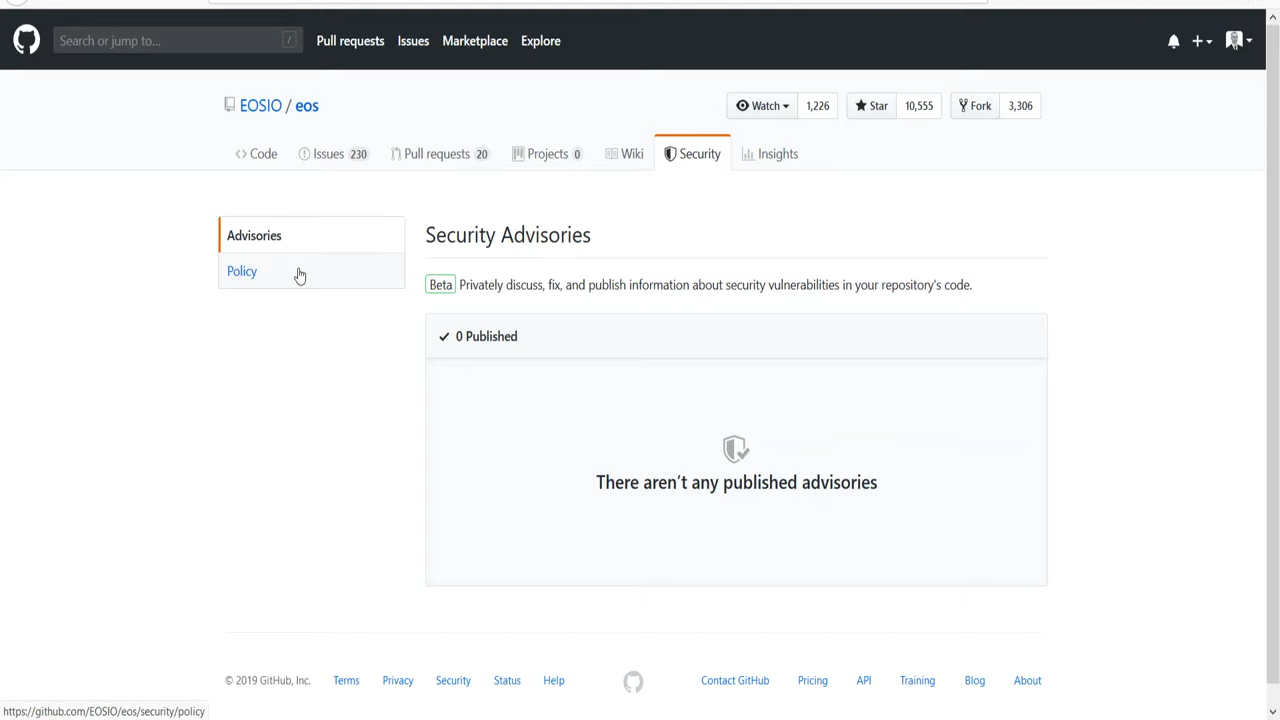 Search or jump to... /
Pull requests Issues Marketplace Explore
EOSIO / eos
Watch 1,226 Star 10,555 Fork 3,306
Code Issues 230 Pull requests 20 Projects 0 Wiki Security Insights
Advisories
Policy
Security Advisories
Beta Privately discuss, fix, and publish information about security vulnerabilities in your repository's code.
0 Published
There aren’t any published advisories
© 2019 GitHub, Inc. Terms Privacy Security Status Help Contact GitHub Pricing API Training Blog About
https://github.com/EOSIO/eos/security/policy